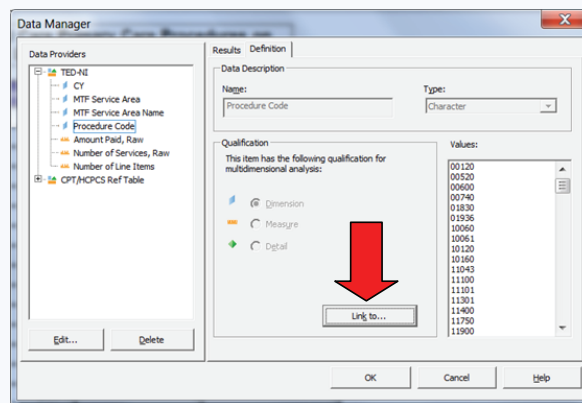 Data Manager
Data Providers
TED-NI
CY
MTF Service Area
MTF Service Area Name
Procedure Code
Amount Paid, Raw
Number of Services, Raw
Number of Line Items
CPT/HCPCS Ref Table
Edit...
Delete
Results
Definition
Data Description
Name:
Type:
Procedure Code
Character
Qualification
This item has the following qualification for
multidimensional analysis:
Dimension
Measure
Detail
Link to...
Values:
00120
00520
00600
00740
01830
01936
10060
10061
10120
10160
11043
11100
11101
11301
11400
11750
11900
OK
Cancel
Help